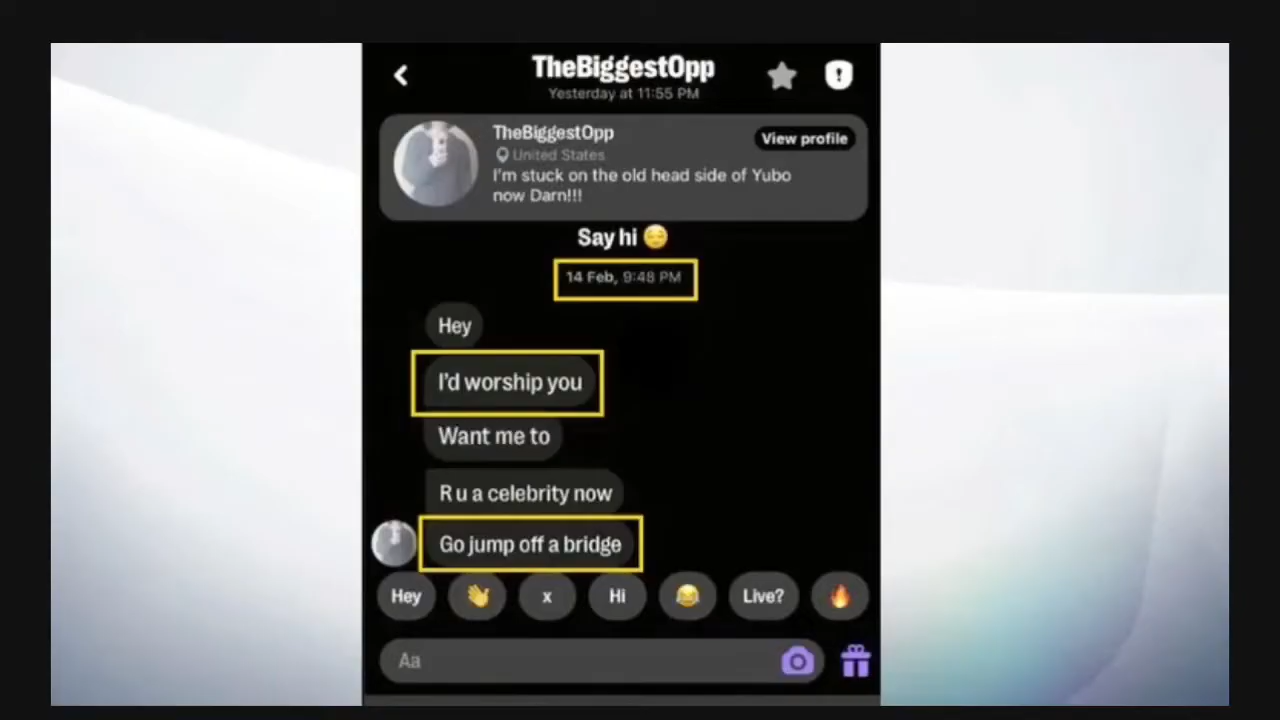 TheBiggestOpp
Yesterday at 11:55 PM
TheBiggestOpp
View profile
United States
I'm stuck on the old head side of Yubo
now Darn!!!
Say hi 😌
14 Feb, 9:48 PM
Hey
I'd worship you
Want me to
R u a celebrity now
Go jump off a bridge
Hey 👋 x Hi 😂 Live? 🔥
Aa